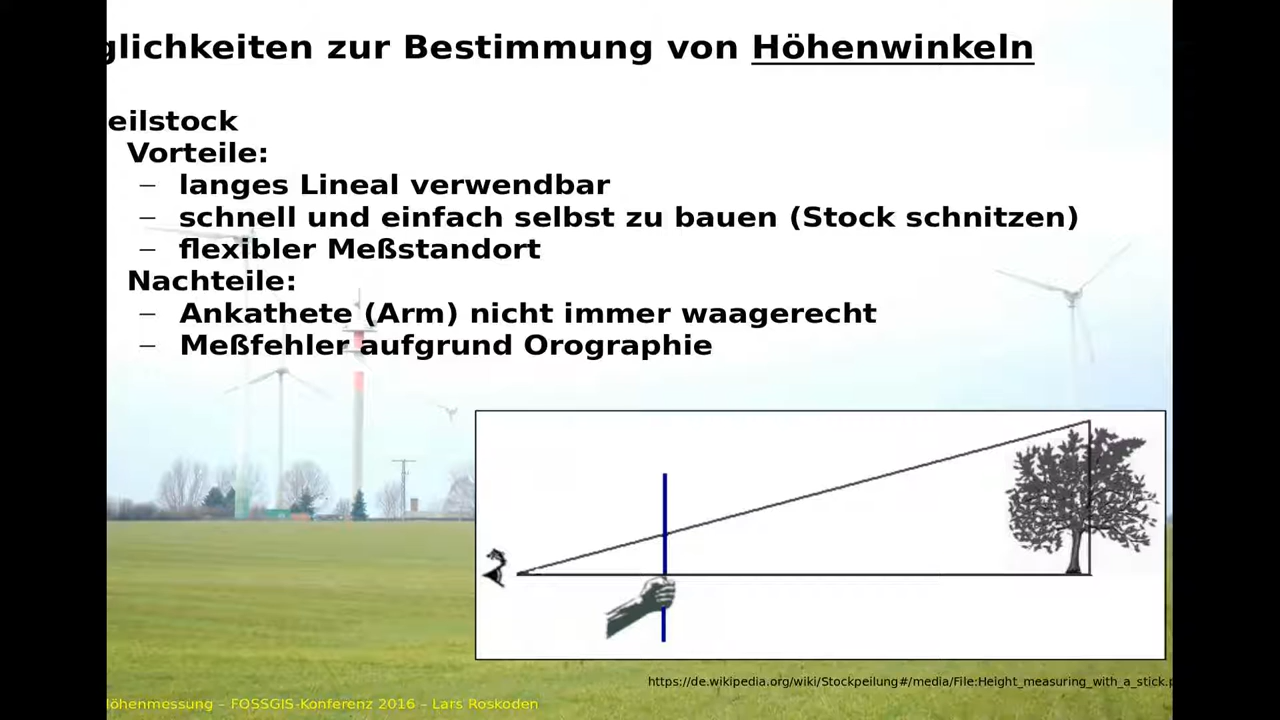 glichkeiten zur Bestimmung von Höhenwinkeln
eilstock
Vorteile:
– langes Lineal verwendbar
– schnell und einfach selbst zu bauen (Stock schnitzen)
– flexibler Meßstandort
Nachteile:
– Ankathete (Arm) nicht immer waagerecht
– Meßfehler aufgrund Orographie
https://de.wikipedia.org/wiki/Stockpeilung#/media/File:Height_measuring_with_a_stick.p
öhenmessung – FOSSGIS-Konferenz 2016 – Lars Roskoden